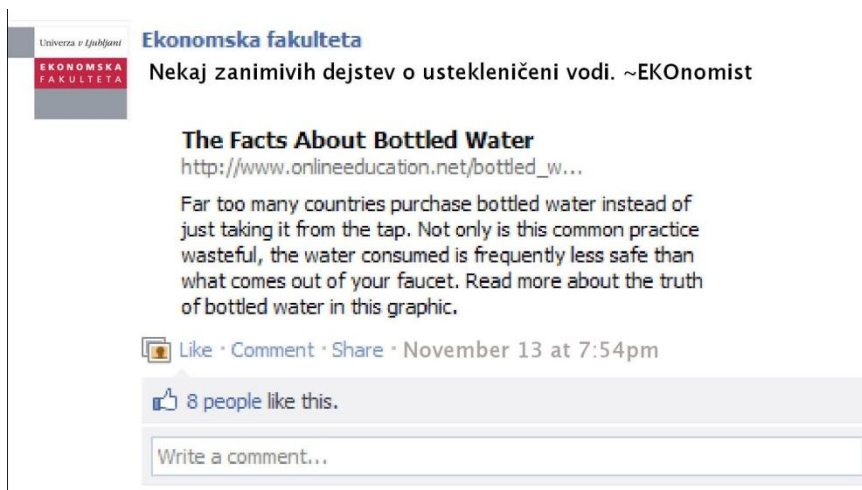 Univerza v Ljubljani
EKONOMSKA
FAKULTETA
Ekonomska fakulteta
Nekaj zanimivih dejstev o ustekleničeni vodi. ~EKOnomist
The Facts About Bottled Water
http://www.onlineeducation.net/bottled_w...
Far too many countries purchase bottled water instead of
just taking it from the tap. Not only is this common practice
wasteful, the water consumed is frequently less safe than
what comes out of your faucet. Read more about the truth
of bottled water in this graphic.
Like · Comment · Share · November 13 at 7:54pm
8 people like this.
Write a comment...